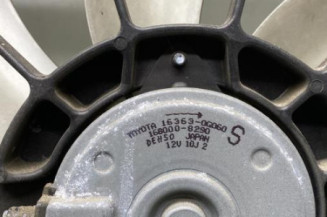 TOYOTA 16363-0G060
168000-8290
DENSO JAPAN
12V 10J 2
S